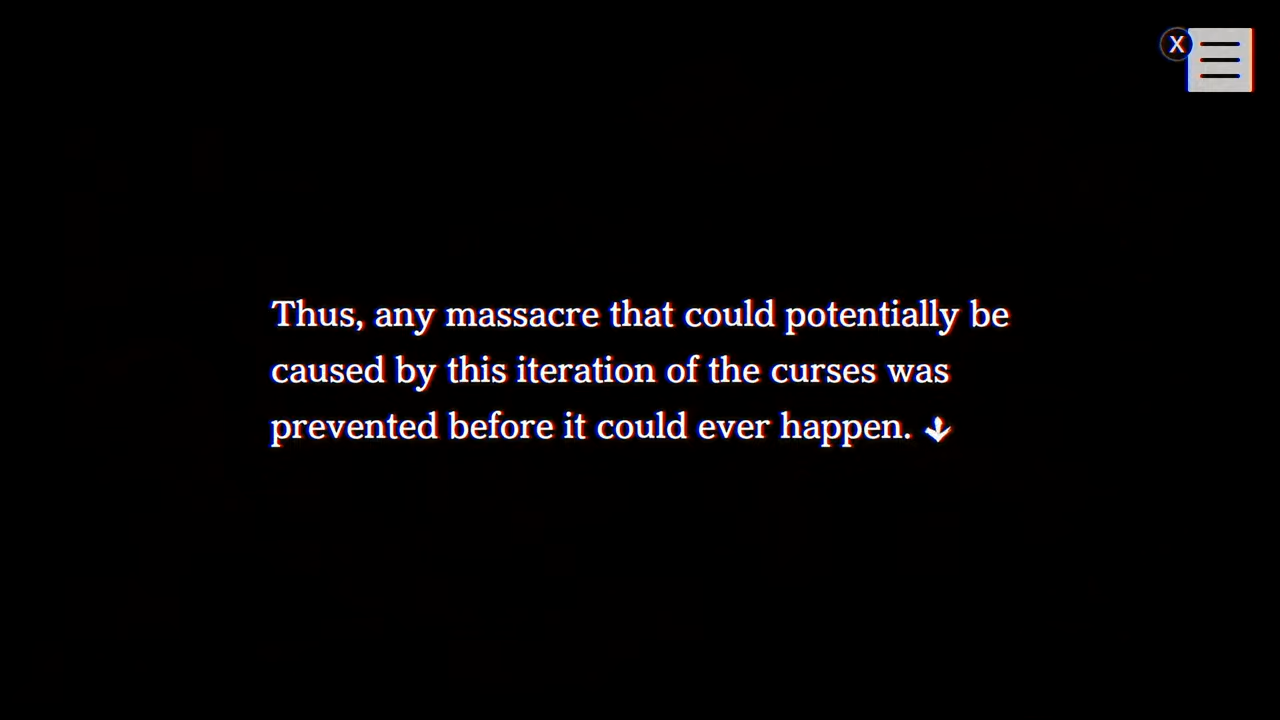 X
Thus, any massacre that could potentially be
caused by this iteration of the curses was
prevented before it could ever happen.